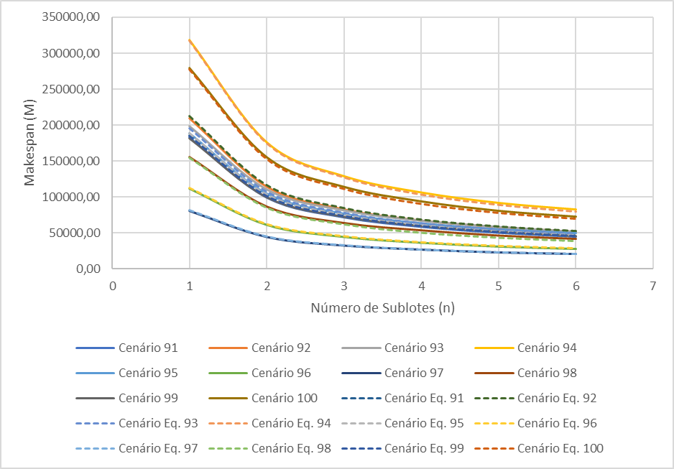 350000,00
300000,00
250000,00
200000,00
150000,00
100000,00
50000,00
0,00
Makespan (M)
0 1 2 3 4 5 6 7
Número de Sublotes (n)
Cenário 91 Cenário 92 Cenário 93 Cenário 94
Cenário 95 Cenário 96 Cenário 97 Cenário 98
Cenário 99 Cenário 100 Cenário Eq. 91 Cenário Eq. 92
Cenário Eq. 93 Cenário Eq. 94 Cenário Eq. 95 Cenário Eq. 96
Cenário Eq. 97 Cenário Eq. 98 Cenário Eq. 99 Cenário Eq. 100